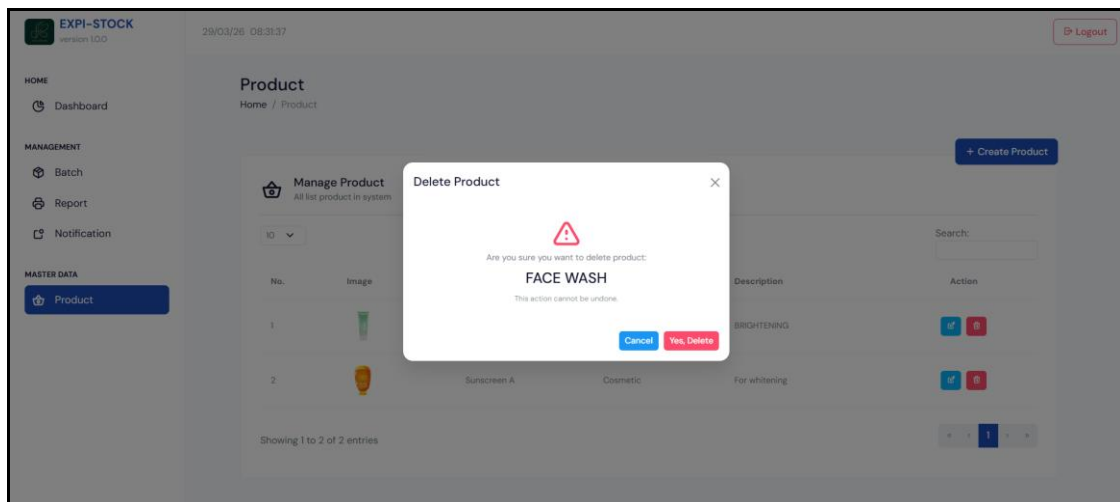 EXPI-STOCK
version 1.0.0
29/03/26 08:31:37
Logout
HOME
Dashboard
MANAGEMENT
Batch
Report
Notification
MASTER DATA
Product
Product
Home / Product
+ Create Product
Manage Product
All list product in system
10
Search:
No. Image Description Action
1 BRIGHTENING
2 Sunscreen A Cosmetic For whitening
Showing 1 to 2 of 2 entries
« ‹ 1 › »
Delete Product
Are you sure you want to delete product:
FACE WASH
This action cannot be undone.
Cancel Yes, Delete